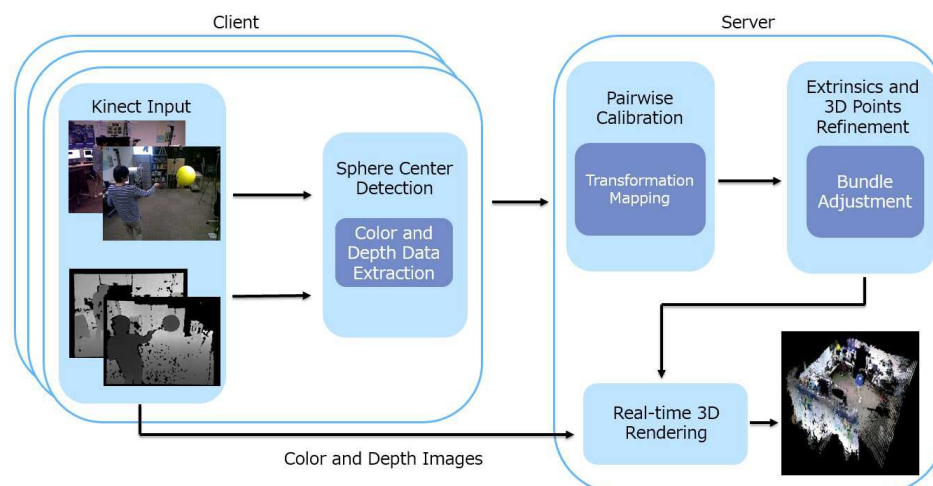 Client
Kinect Input
Sphere Center
Detection
Color and
Depth Data
Extraction
Server
Pairwise
Calibration
Transformation
Mapping
Extrinsics and
3D Points
Refinement
Bundle
Adjustment
Real-time 3D
Rendering
Color and Depth Images